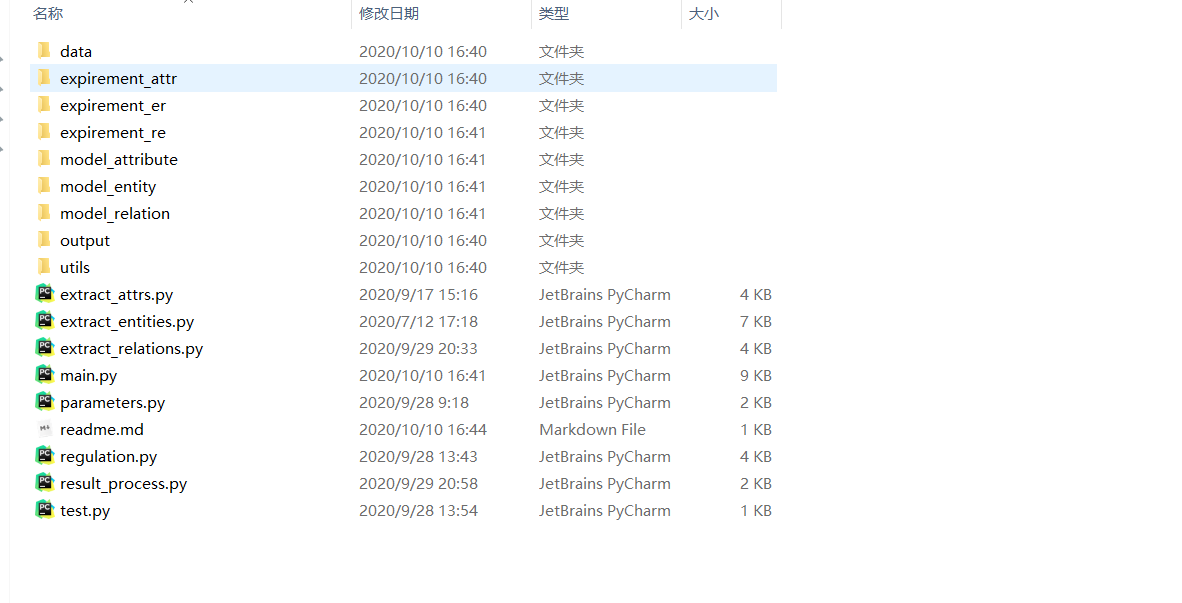 名称 修改日期 类型 大小
data 2020/10/10 16:40 文件夹
expirement_attr 2020/10/10 16:40 文件夹
expirement_er 2020/10/10 16:40 文件夹
expirement_re 2020/10/10 16:41 文件夹
model_attribute 2020/10/10 16:41 文件夹
model_entity 2020/10/10 16:41 文件夹
model_relation 2020/10/10 16:41 文件夹
output 2020/10/10 16:40 文件夹
utils 2020/10/10 16:40 文件夹
extract_attrs.py 2020/9/17 15:16 JetBrains PyCharm 4 KB
extract_entities.py 2020/7/12 17:18 JetBrains PyCharm 7 KB
extract_relations.py 2020/9/29 20:33 JetBrains PyCharm 4 KB
main.py 2020/10/10 16:41 JetBrains PyCharm 9 KB
parameters.py 2020/9/28 9:18 JetBrains PyCharm 2 KB
readme.md 2020/10/10 16:44 Markdown File 1 KB
regulation.py 2020/9/28 13:43 JetBrains PyCharm 4 KB
result_process.py 2020/9/29 20:58 JetBrains PyCharm 2 KB
test.py 2020/9/28 13:54 JetBrains PyCharm 1 KB